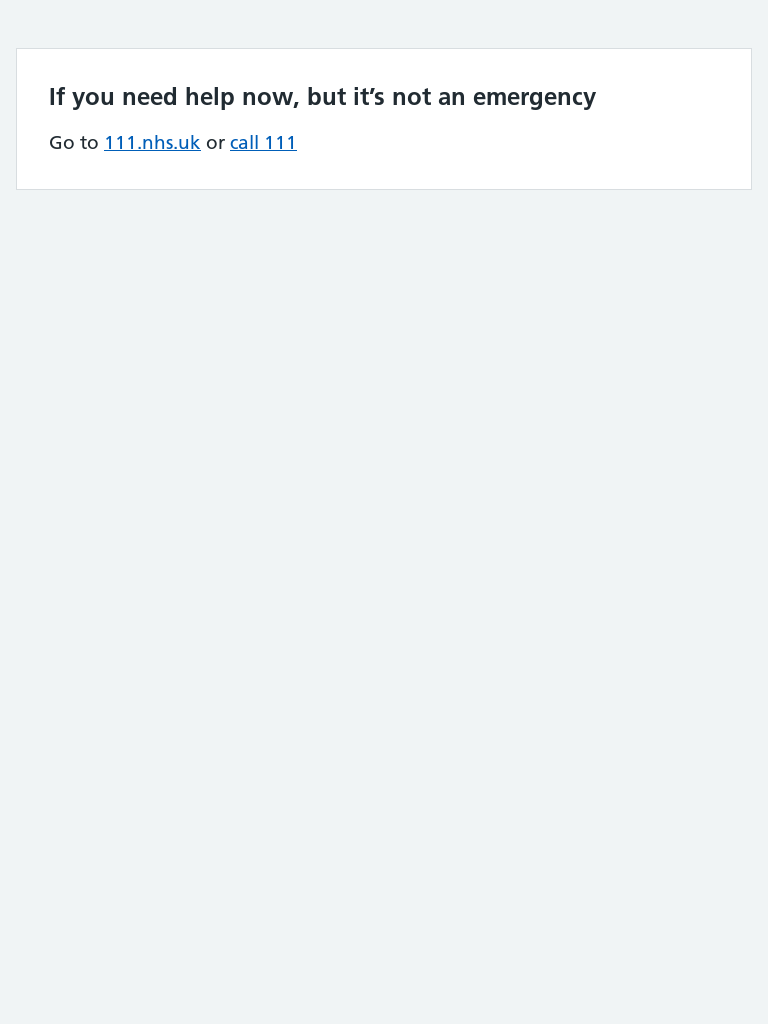 If you need help now, but it’s not an emergency
Go to 111.nhs.uk or call 111